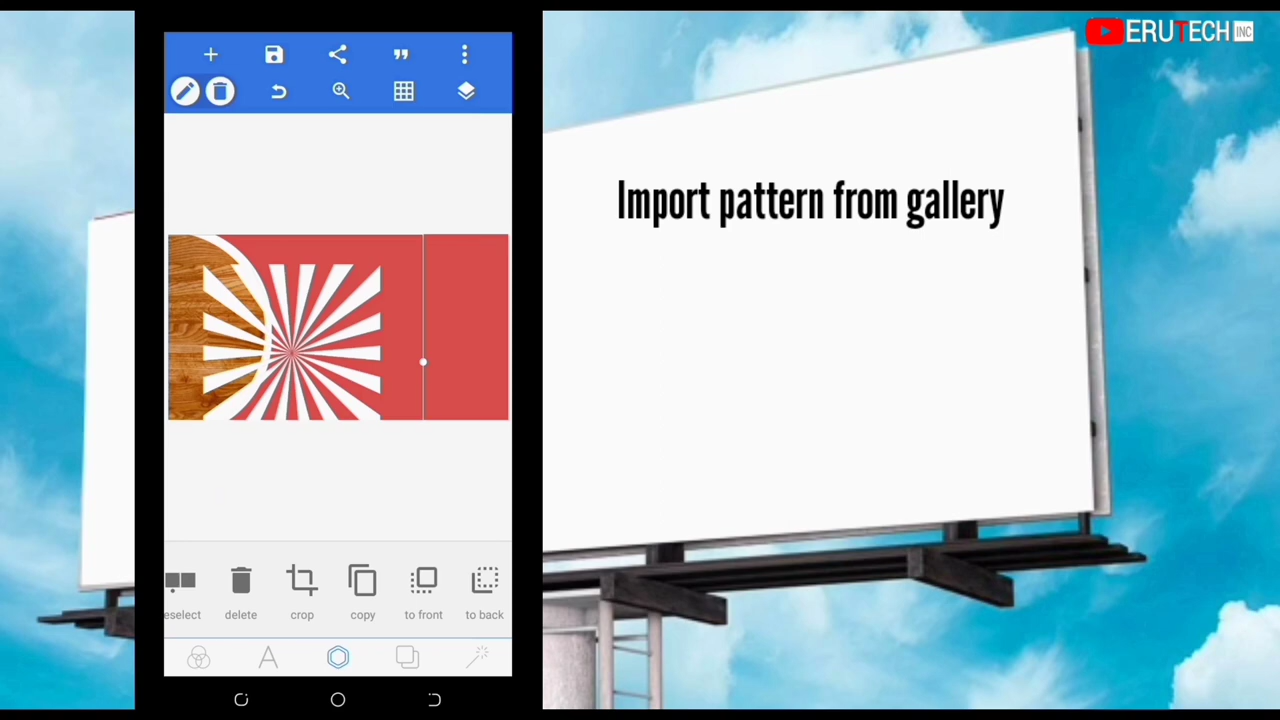 ERUTECH INC
Import pattern from gallery
eselect delete crop copy to front to back
A